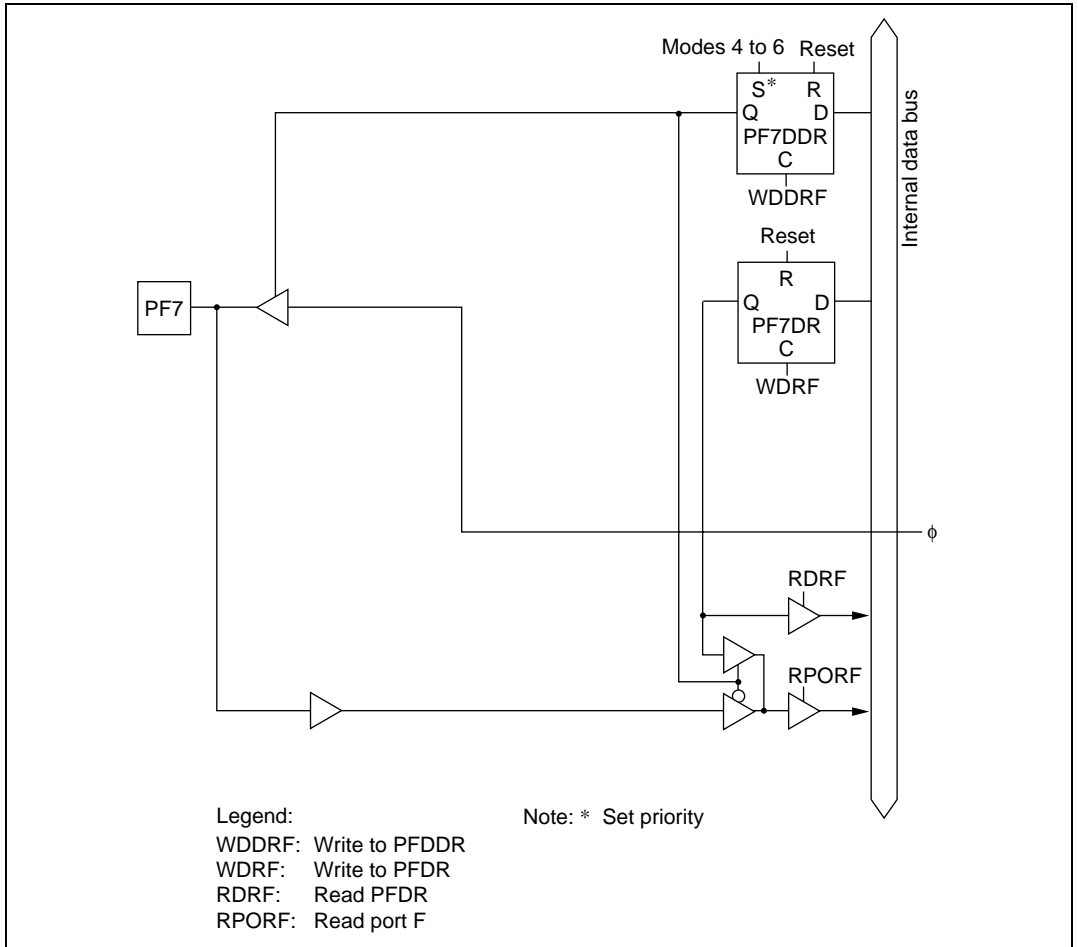 Modes 4 to 6 Reset
S* R
Q D
PF7DDR
C
WDDRF
Internal data bus
Reset
R
Q D
PF7DR
C
WDRF
PF7
ϕ
RDRF
RPORF
Legend:
WDDRF: Write to PFDDR
WDRF: Write to PFDR
RDRF: Read PFDR
RPORF: Read port F
Note: * Set priority